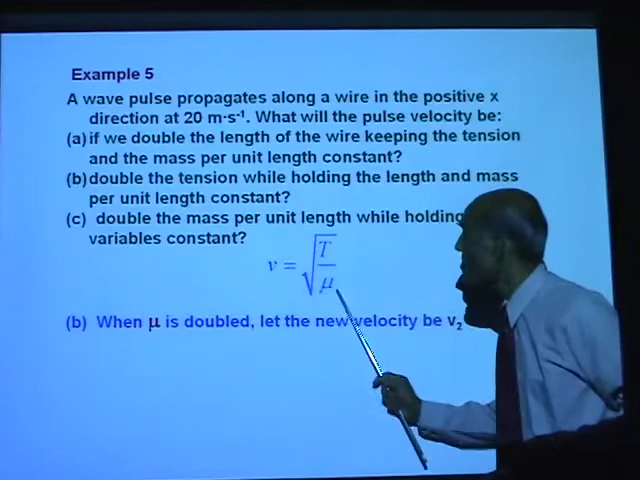 Example 5
A wave pulse propagates along a wire in the positive x
direction at 20 m·s-1. What will the pulse velocity be:
(a) if we double the length of the wire keeping the tension
and the mass per unit length constant?
(b) double the tension while holding the length and mass
per unit length constant?
(c) double the mass per unit length while holding
variables constant?
v = √(T/μ)
(b) When μ is doubled, let the new velocity be v₂